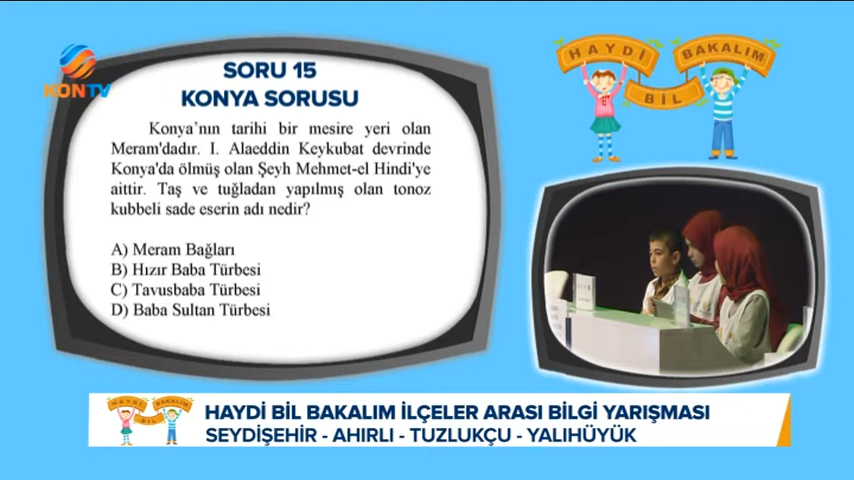 KONTV
SORU 15
KONYA SORUSU
Konya'nın tarihi bir mesire yeri olan
Meram'dadır. I. Alaeddin Keykubat devrinde
Konya'da ölmüş olan Şeyh Mehmet-el Hindi'ye
aittir. Taş ve tuğladan yapılmış olan tonoz
kubbeli sade eserin adı nedir?
A) Meram Bağları
B) Hızır Baba Türbesi
C) Tavusbaba Türbesi
D) Baba Sultan Türbesi
HAYDİ BAKALIM
BİL
HAYDİ BAKALIM
BİL
HAYDİ BİL BAKALIM İLÇELER ARASI BİLGİ YARIŞMASI
SEYDİŞEHİR - AHIRLI - TUZLUKÇU - YALIHÜYÜK